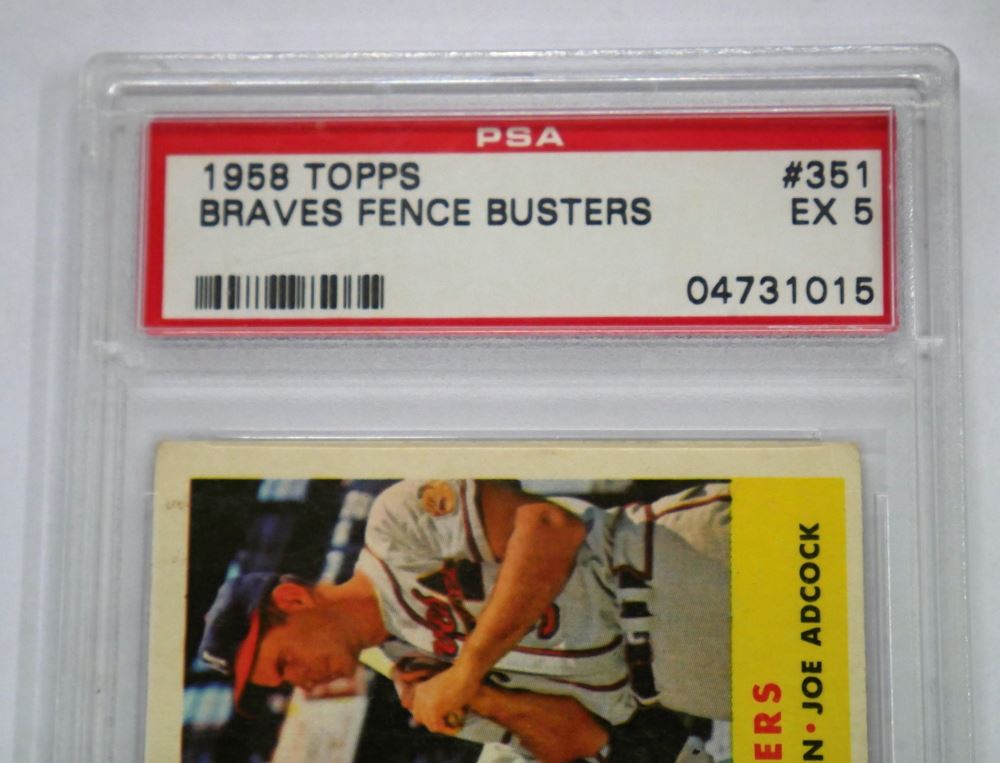 PSA
1958 TOPPS #351
BRAVES FENCE BUSTERS EX 5
04731015
ERS
N • JOE ADCOCK